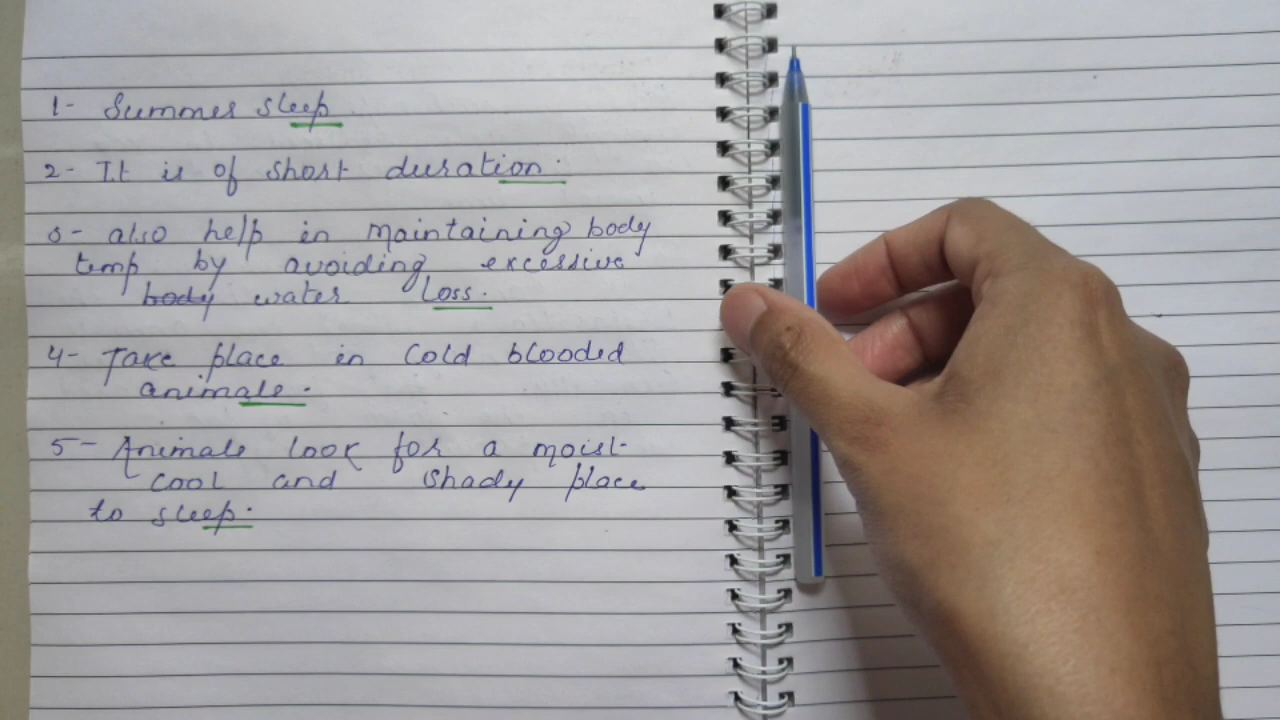 1- Summer sleep
2- It is of short duration.
3- also help in maintaining body
temp by avoiding excessive
body water loss.
4- Take place in cold blooded
animals.
5- Animals look for a moist
cool and shady place
to sleep.